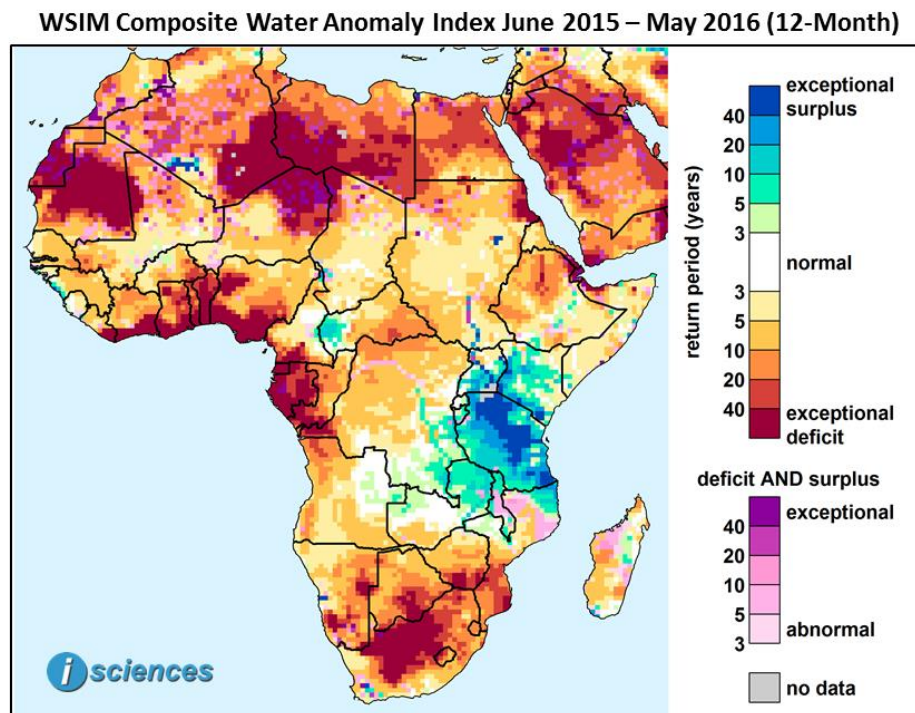 WSIM Composite Water Anomaly Index June 2015 – May 2016 (12-Month)
exceptional
surplus
40
20
10
5
3
normal
3
5
10
20
40
exceptional
deficit
return period (years)
deficit AND surplus
exceptional
40
20
10
5
3
abnormal
no data
i sciences